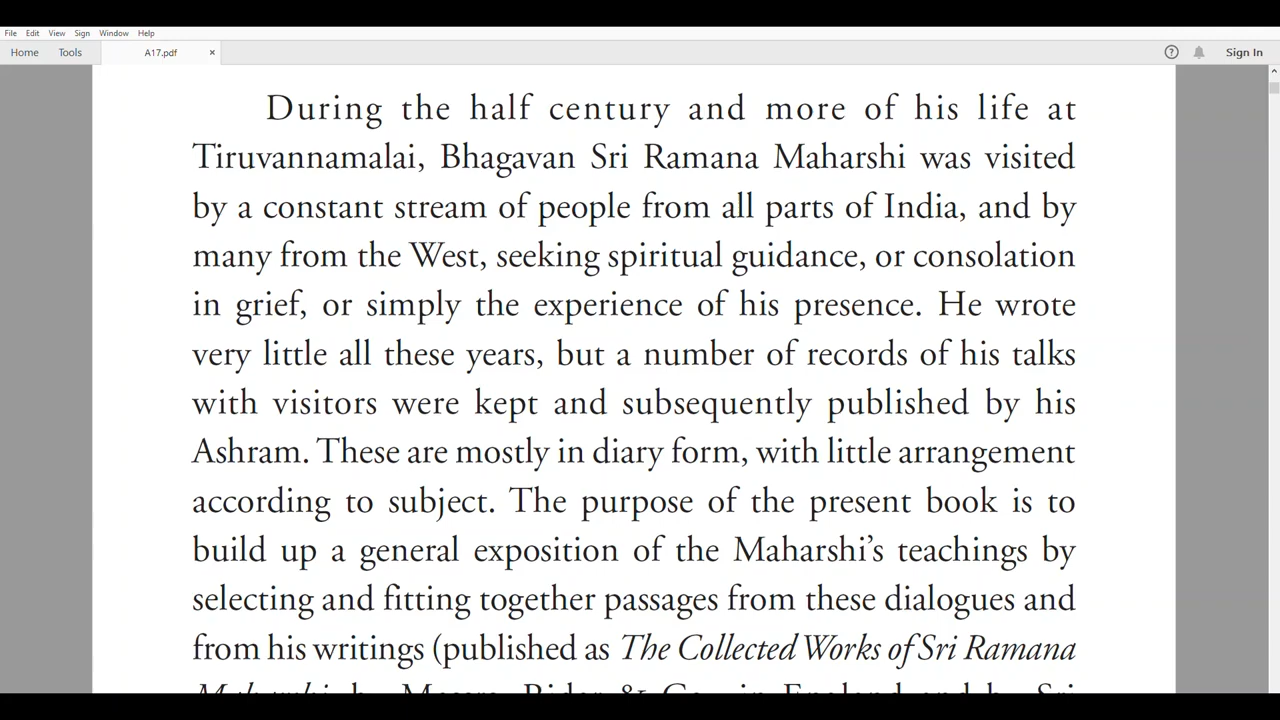 File Edit View Sign Window Help
Home Tools A17.pdf × ? Sign In
During the half century and more of his life at
Tiruvannamalai, Bhagavan Sri Ramana Maharshi was visited
by a constant stream of people from all parts of India, and by
many from the West, seeking spiritual guidance, or consolation
in grief, or simply the experience of his presence. He wrote
very little all these years, but a number of records of his talks
with visitors were kept and subsequently published by his
Ashram. These are mostly in diary form, with little arrangement
according to subject. The purpose of the present book is to
build up a general exposition of the Maharshi’s teachings by
selecting and fitting together passages from these dialogues and
from his writings (published as The Collected Works of Sri Ramana